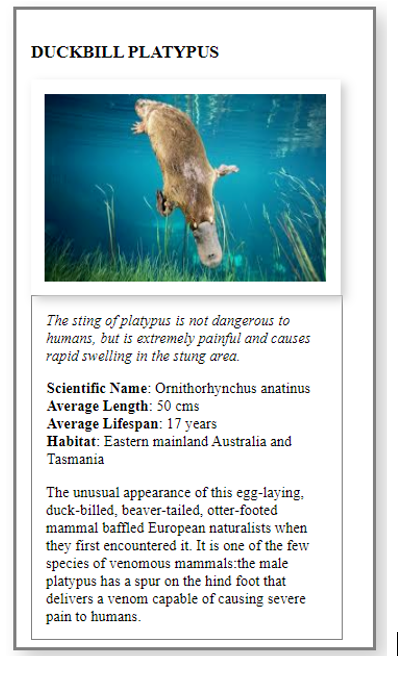 DUCKBILL PLATYPUS
The sting of platypus is not dangerous to
humans, but is extremely painful and causes
rapid swelling in the stung area.
Scientific Name: Ornithorhynchus anatinus
Average Length: 50 cms
Average Lifespan: 17 years
Habitat: Eastern mainland Australia and
Tasmania
The unusual appearance of this egg-laying,
duck-billed, beaver-tailed, otter-footed
mammal baffled European naturalists when
they first encountered it. It is one of the few
species of venomous mammals:the male
platypus has a spur on the hind foot that
delivers a venom capable of causing severe
pain to humans.